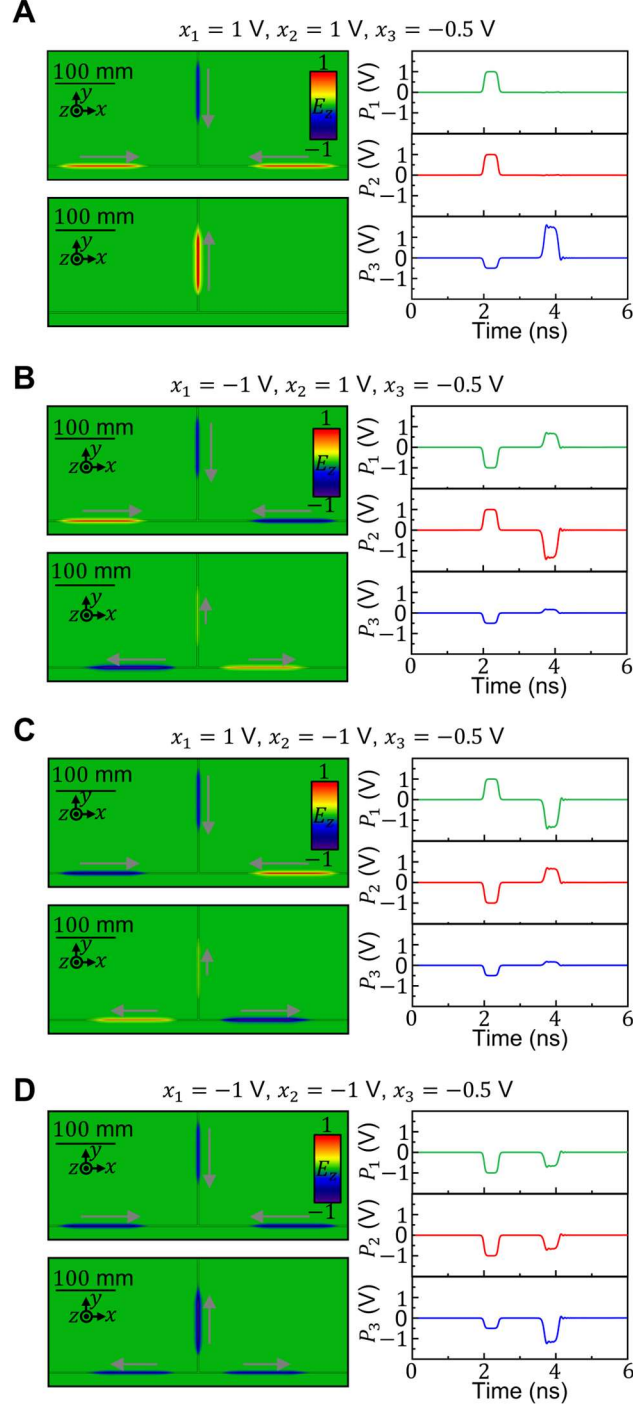 A
x₁ = 1 V, x₂ = 1 V, x₃ = −0.5 V
100 mm
y
z x
1
E_z
−1
100 mm
y
z x
P₁ (V)
1
0
−1
P₂ (V)
1
0
−1
P₃ (V)
1
0
−1
0 2 4 6
Time (ns)
B
x₁ = −1 V, x₂ = 1 V, x₃ = −0.5 V
100 mm
y
z x
1
E_z
−1
100 mm
y
z x
P₁ (V)
1
0
−1
P₂ (V)
1
0
−1
P₃ (V)
1
0
−1
0 2 4 6
Time (ns)
C
x₁ = 1 V, x₂ = −1 V, x₃ = −0.5 V
100 mm
y
z x
1
E_z
−1
100 mm
y
z x
P₁ (V)
1
0
−1
P₂ (V)
1
0
−1
P₃ (V)
1
0
−1
0 2 4 6
Time (ns)
D
x₁ = −1 V, x₂ = −1 V, x₃ = −0.5 V
100 mm
y
z x
1
E_z
−1
100 mm
y
z x
P₁ (V)
1
0
−1
P₂ (V)
1
0
−1
P₃ (V)
1
0
−1
0 2 4 6
Time (ns)